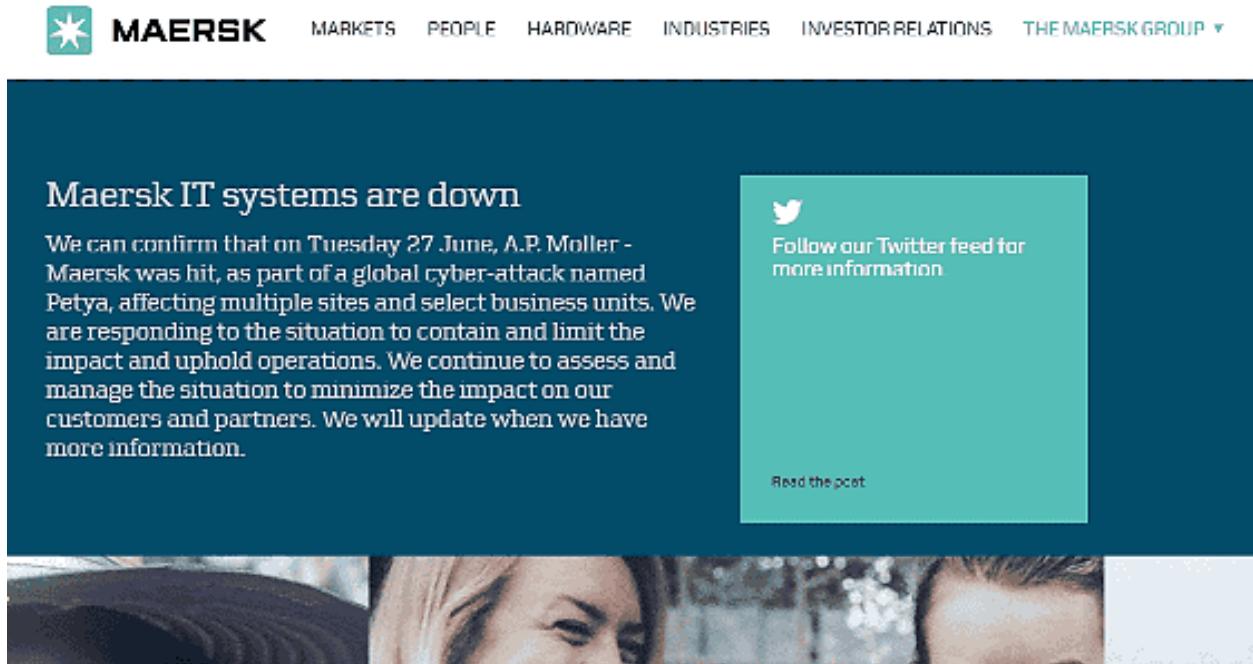 MAERSK MARKETS PEOPLE HARDWARE INDUSTRIES INVESTOR RELATIONS THE MAERSK GROUP ▼
Maersk IT systems are down
We can confirm that on Tuesday 27 June, A.P. Moller -
Maersk was hit, as part of a global cyber-attack named
Petya, affecting multiple sites and select business units. We
are responding to the situation to contain and limit the
impact and uphold operations. We continue to assess and
manage the situation to minimize the impact on our
customers and partners. We will update when we have
more information.
Follow our Twitter feed for
more information.
Read the post